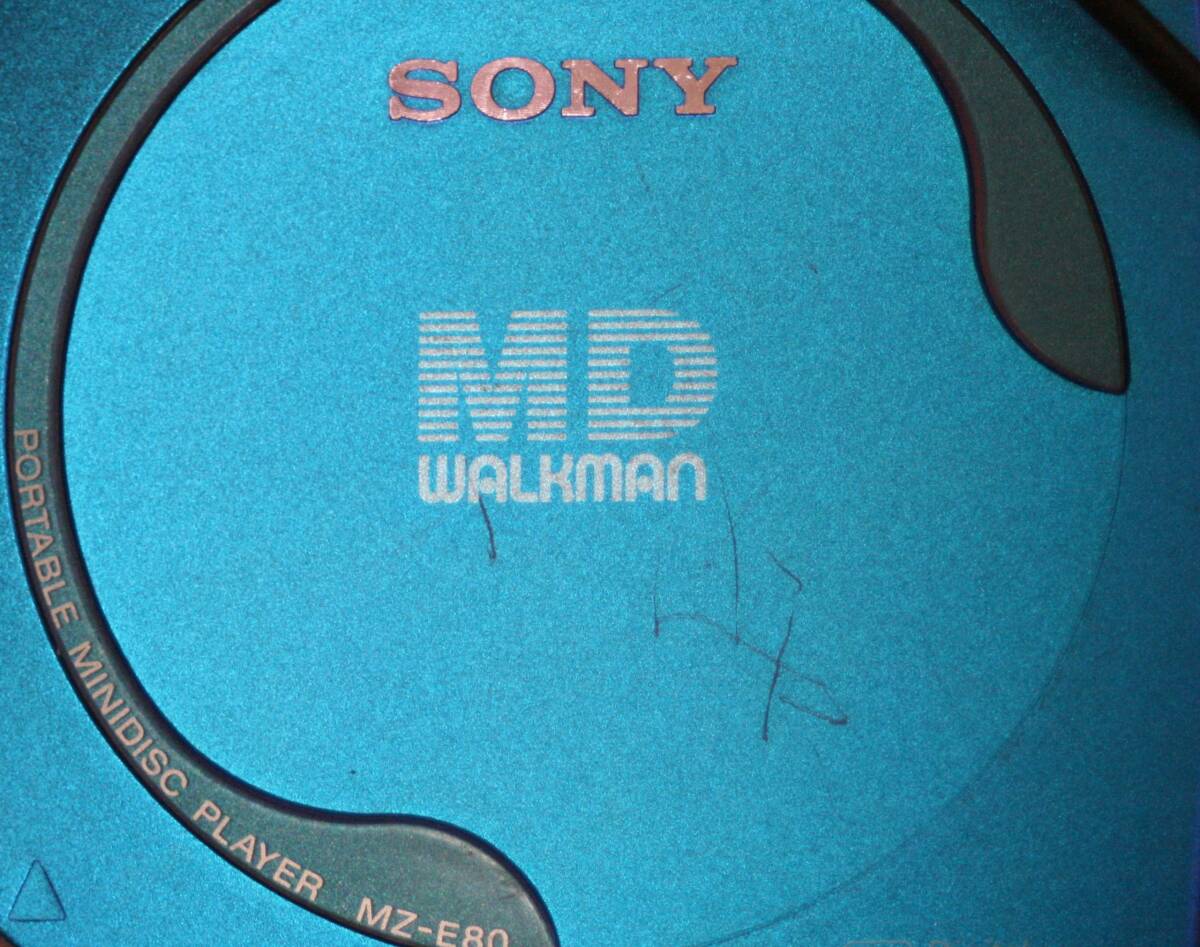 SONY
MD
WALKMAN
PORTABLE MINIDISC PLAYER MZ-E80